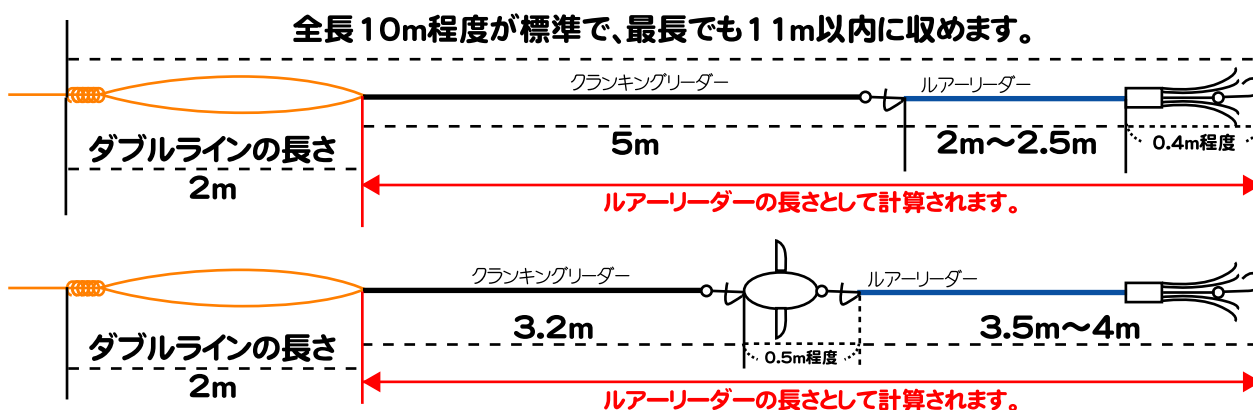 全長10m程度が標準で、最長でも11m以内に収めます。
クランキングリーダー
ルアーリーダー
ダブルラインの長さ
5m
2m〜2.5m
0.4m程度
2m
ルアーリーダーの長さとして計算されます。
クランキングリーダー
ルアーリーダー
ダブルラインの長さ
3.2m
0.5m程度
3.5m〜4m
2m
ルアーリーダーの長さとして計算されます。